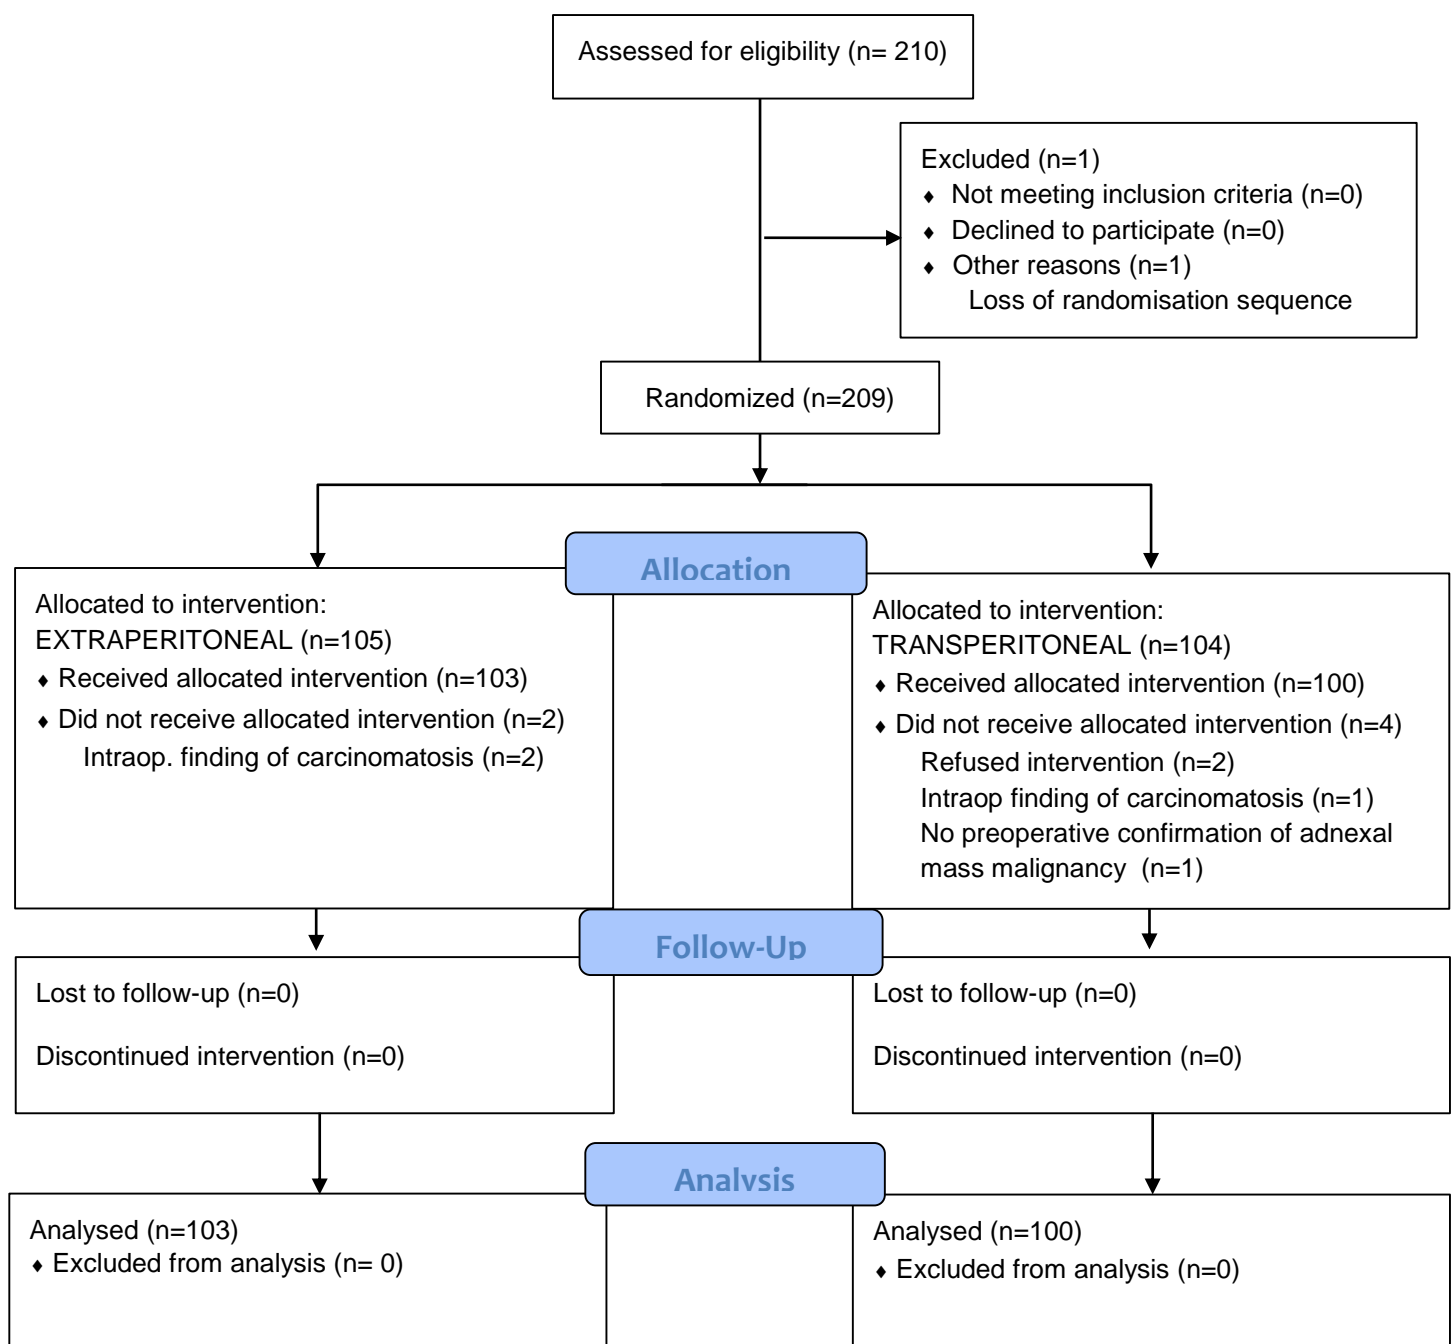 Assessed for eligibility (n= 210)
Excluded (n=1)
♦ Not meeting inclusion criteria (n=0)
♦ Declined to participate (n=0)
♦ Other reasons (n=1)
Loss of randomisation sequence
Randomized (n=209)
Allocation
Allocated to intervention:
EXTRAPERITONEAL (n=105)
♦ Received allocated intervention (n=103)
♦ Did not receive allocated intervention (n=2)
Intraop. finding of carcinomatosis (n=2)
Allocated to intervention:
TRANSPERITONEAL (n=104)
♦ Received allocated intervention (n=100)
♦ Did not receive allocated intervention (n=4)
Refused intervention (n=2)
Intraop finding of carcinomatosis (n=1)
No preoperative confirmation of adnexal
mass malignancy (n=1)
Follow-Up
Lost to follow-up (n=0)
Discontinued intervention (n=0)
Lost to follow-up (n=0)
Discontinued intervention (n=0)
Analysis
Analysed (n=103)
♦ Excluded from analysis (n= 0)
Analysed (n=100)
♦ Excluded from analysis (n=0)